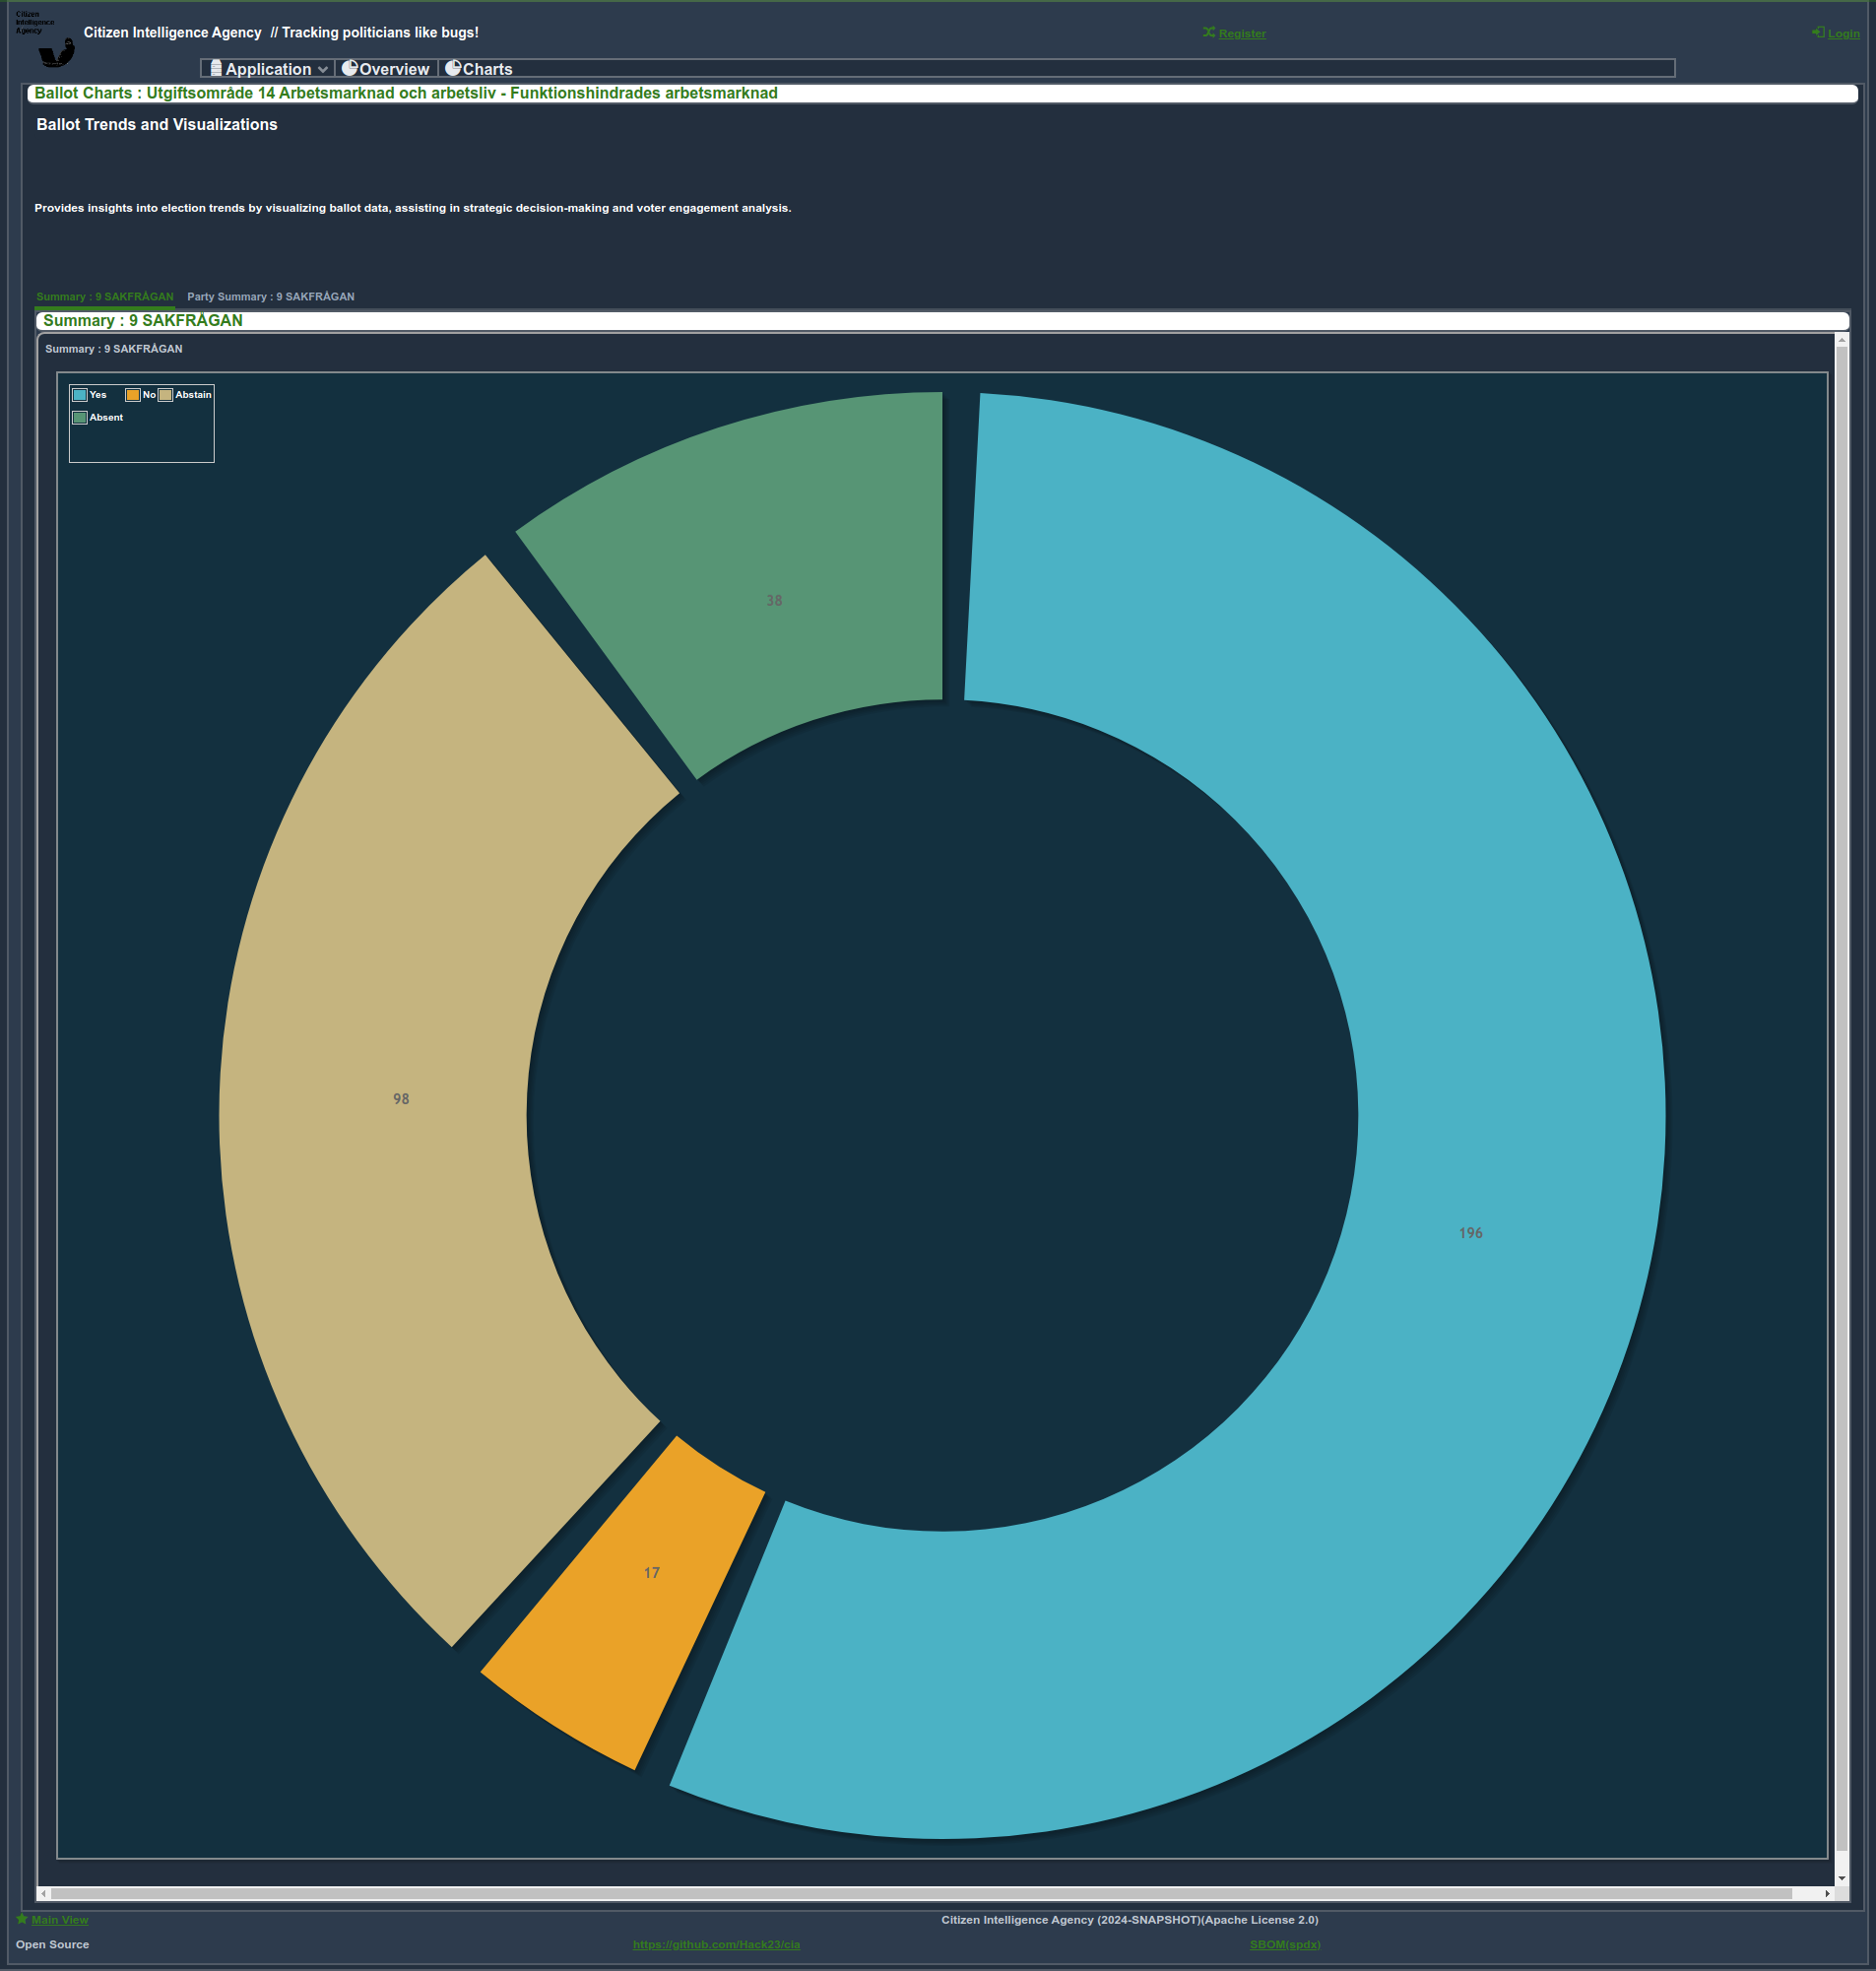 Citizen
Intelligence
Agency
Citizen Intelligence Agency // Tracking politicians like bugs!
Register
Login
Application
Overview
Charts
Ballot Charts : Utgiftsområde 14 Arbetsmarknad och arbetsliv - Funktionshindrades arbetsmarknad
Ballot Trends and Visualizations
Provides insights into election trends by visualizing ballot data, assisting in strategic decision-making and voter engagement analysis.
Summary : 9 SAKFRÅGAN
Party Summary : 9 SAKFRÅGAN
Summary : 9 SAKFRÅGAN
Summary : 9 SAKFRÅGAN
Yes
No
Abstain
Absent
38
98
196
17
Main View
Citizen Intelligence Agency (2024-SNAPSHOT)(Apache License 2.0)
Open Source
https://github.com/Hack23/cia
SBOM(spdx)